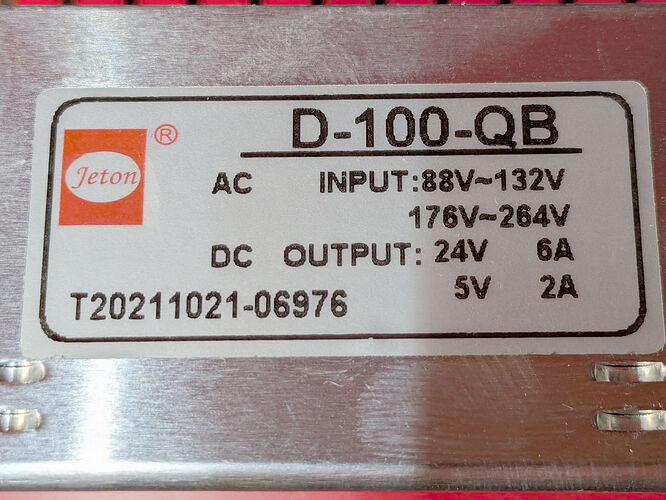 D-100-QB
Jeton ®
AC INPUT:88V~132V
176V~264V
DC OUTPUT: 24V 6A
5V 2A
T20211021-06976